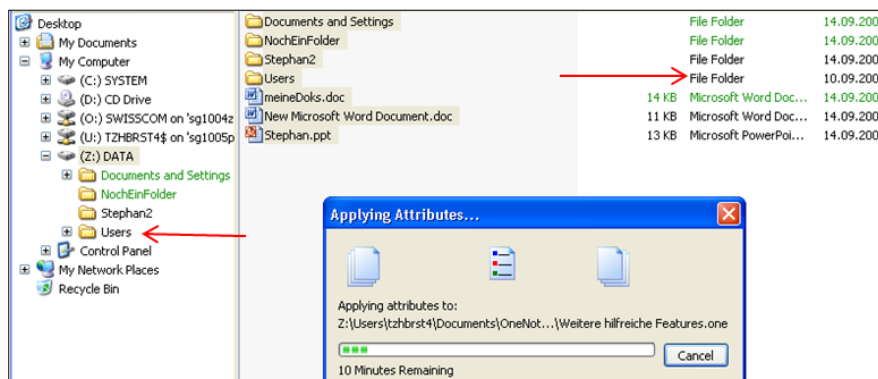 Desktop
My Documents
My Computer
(C:) SYSTEM
(D:) CD Drive
(O:) SWISSCOM on 'sg1004z
(U:) TZHBRST4$ on 'sg1005p
(Z:) DATA
Documents and Settings
NochEinFolder
Stephan2
Users
Control Panel
My Network Places
Recycle Bin
Documents and Settings File Folder 14.09.200
NochEinFolder File Folder 14.09.200
Stephan2 File Folder 14.09.200
Users File Folder 10.09.200
meineDoks.doc 14 KB Microsoft Word Doc... 14.09.200
New Microsoft Word Document.doc 11 KB Microsoft Word Doc... 14.09.200
Stephan.ppt 13 KB Microsoft PowerPoi... 14.09.200
Applying Attributes...
Applying attributes to:
Z:\Users\tzhbrst4\Documents\OneNot...\Weitere hilfreiche Features.one
Cancel
10 Minutes Remaining